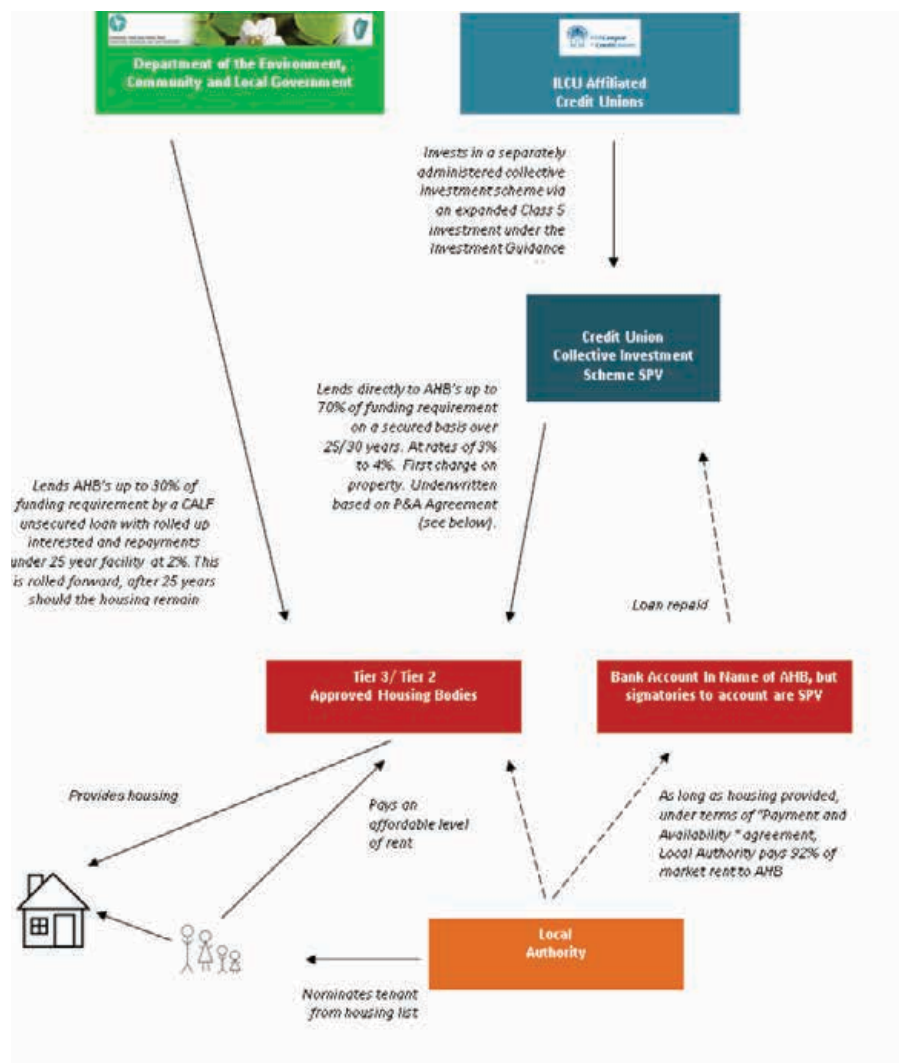 Department of the Environment,
Community and Local Government
ILCU Affiliated
Credit Unions
Invests in a separately
administered collective
investment scheme via
an expanded Class 5
investment under the
Investment Guidance
Credit Union
Collective Investment
Scheme SPV
Lends directly to AHB's up to
70% of funding requirement
on a secured basis over
25/30 years. At rates of 3%
to 4%. First charge on
property. Underwritten
based on P&A Agreement
(see below).
Lends AHB's up to 30% of
funding requirement by a CALF
unsecured loan with rolled up
interested and repayments
under 25 year facility at 2%. This
is rolled forward, after 25 years
should the housing remain
Loan repaid
Tier 3/ Tier 2
Approved Housing Bodies
Bank Account In Name of AHB, but
signatories to account are SPV
Provides housing
Pays an
affordable level
of rent
As long as housing provided,
under terms of "Payment and
Availability " agreement,
Local Authority pays 92% of
market rent to AHB
Local
Authority
Nominates tenant
from housing list